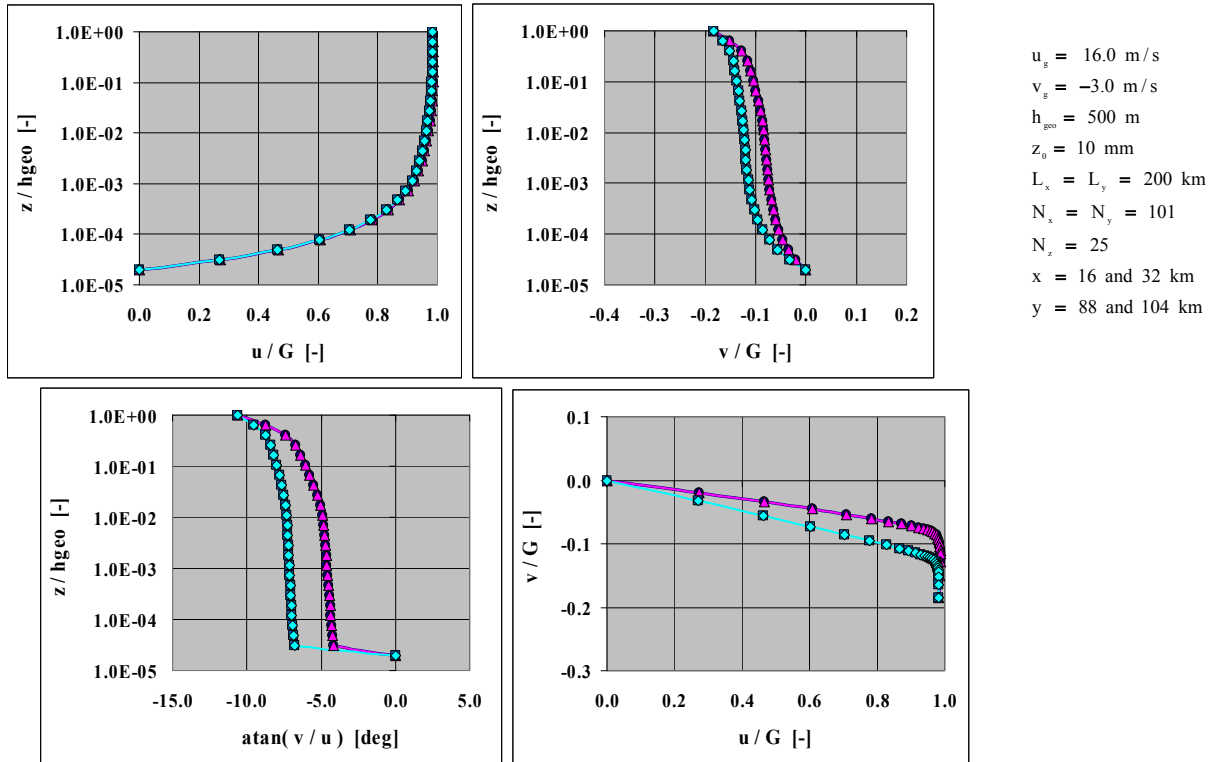 1.0E+00
1.0E-01
1.0E-02
1.0E-03
1.0E-04
1.0E-05
z / hgeo [-]
0.0 0.2 0.4 0.6 0.8 1.0
u / G [-]
1.0E+00
1.0E-01
1.0E-02
1.0E-03
1.0E-04
1.0E-05
z / hgeo [-]
-0.4 -0.3 -0.2 -0.1 0.0 0.1 0.2
v / G [-]
u_g = 16.0 m/s
v_g = −3.0 m/s
h_geo = 500 m
z_0 = 10 mm
L_x = L_y = 200 km
N_x = N_y = 101
N_z = 25
x = 16 and 32 km
y = 88 and 104 km
1.0E+00
1.0E-01
1.0E-02
1.0E-03
1.0E-04
1.0E-05
z / hgeo [-]
-15.0 -10.0 -5.0 0.0 5.0
atan( v / u ) [deg]
0.1
0.0
-0.1
-0.2
-0.3
v / G [-]
0.0 0.2 0.4 0.6 0.8 1.0
u / G [-]